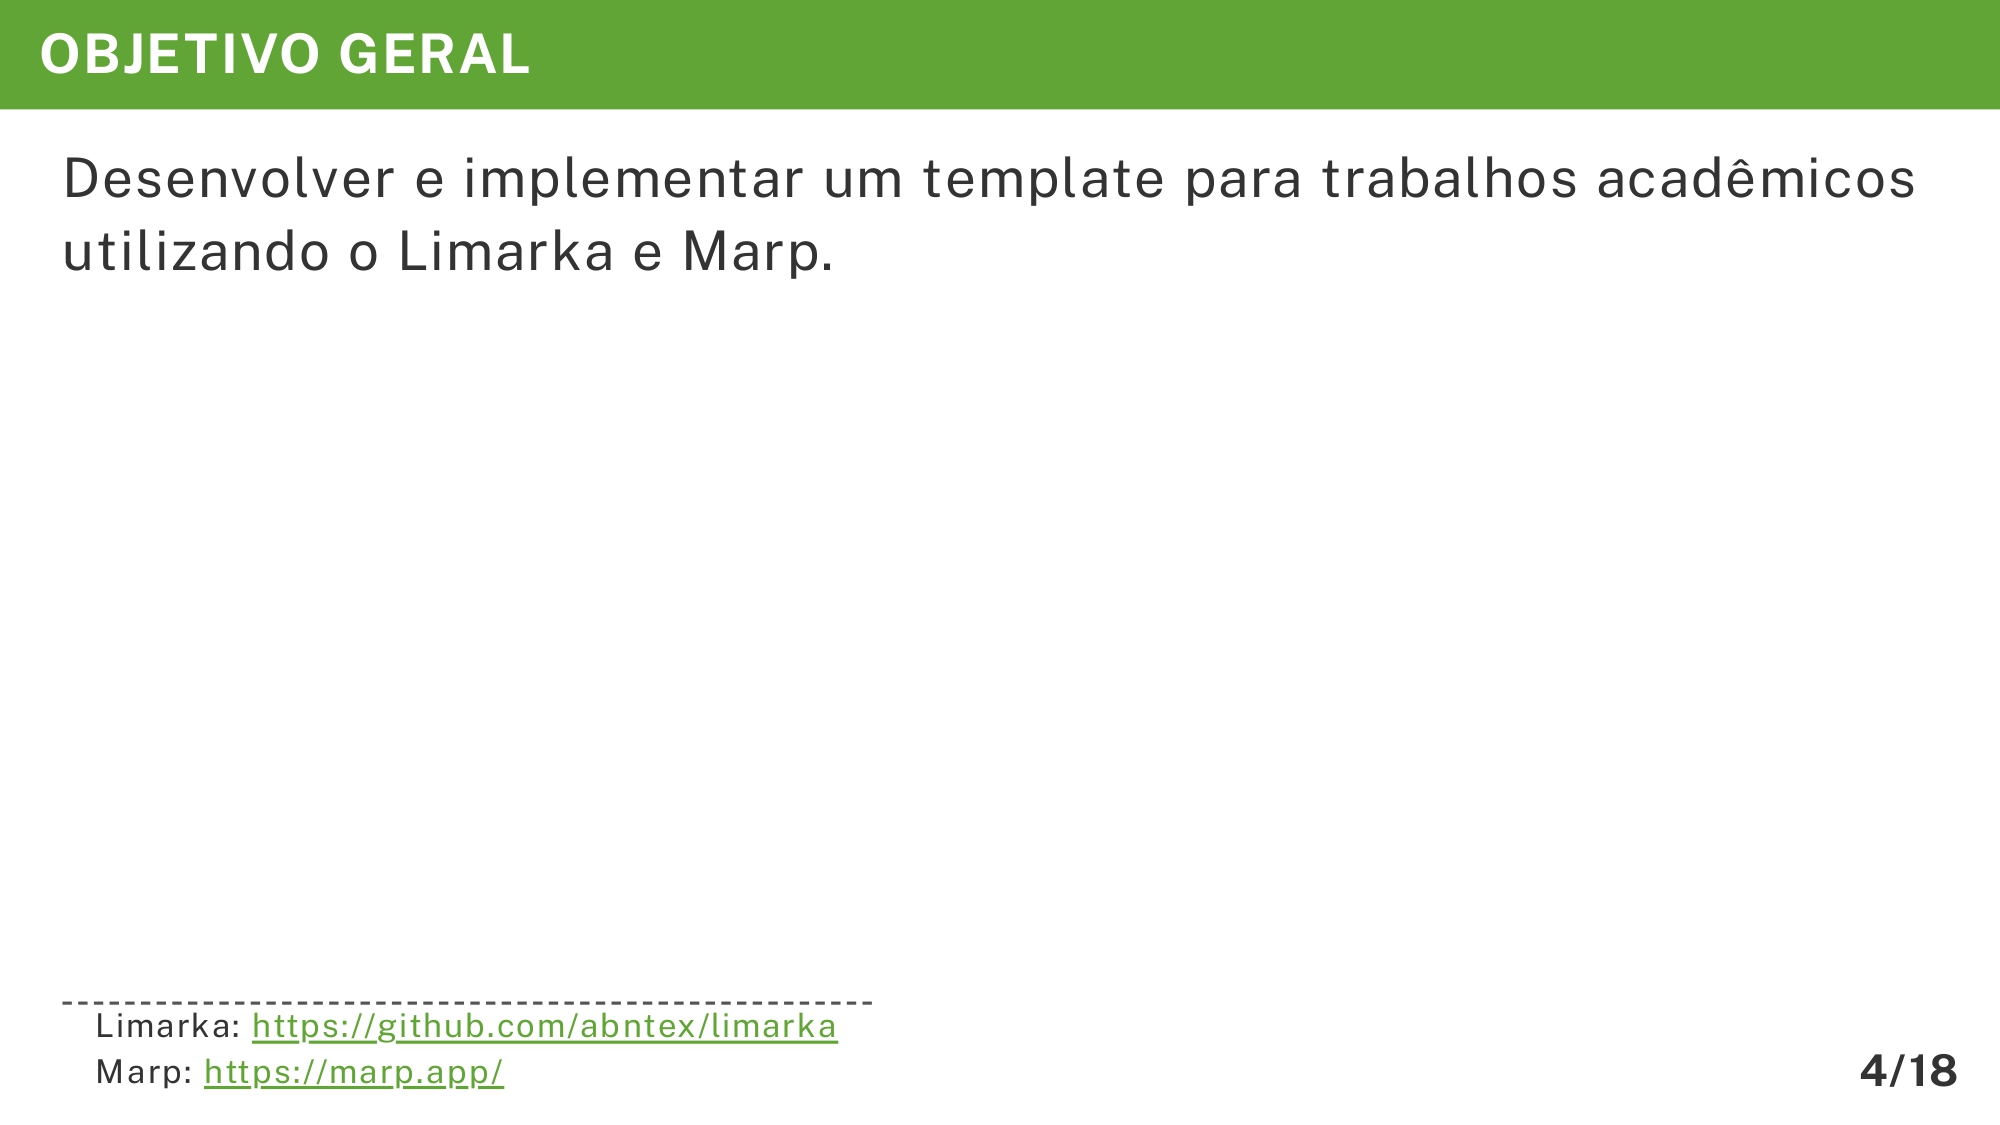 OBJETIVO GERAL
Desenvolver e implementar um template para trabalhos acadêmicos
utilizando o Limarka e Marp.
----------------------------------------------------
Limarka: https://github.com/abntex/limarka
Marp: https://marp.app/
4/18